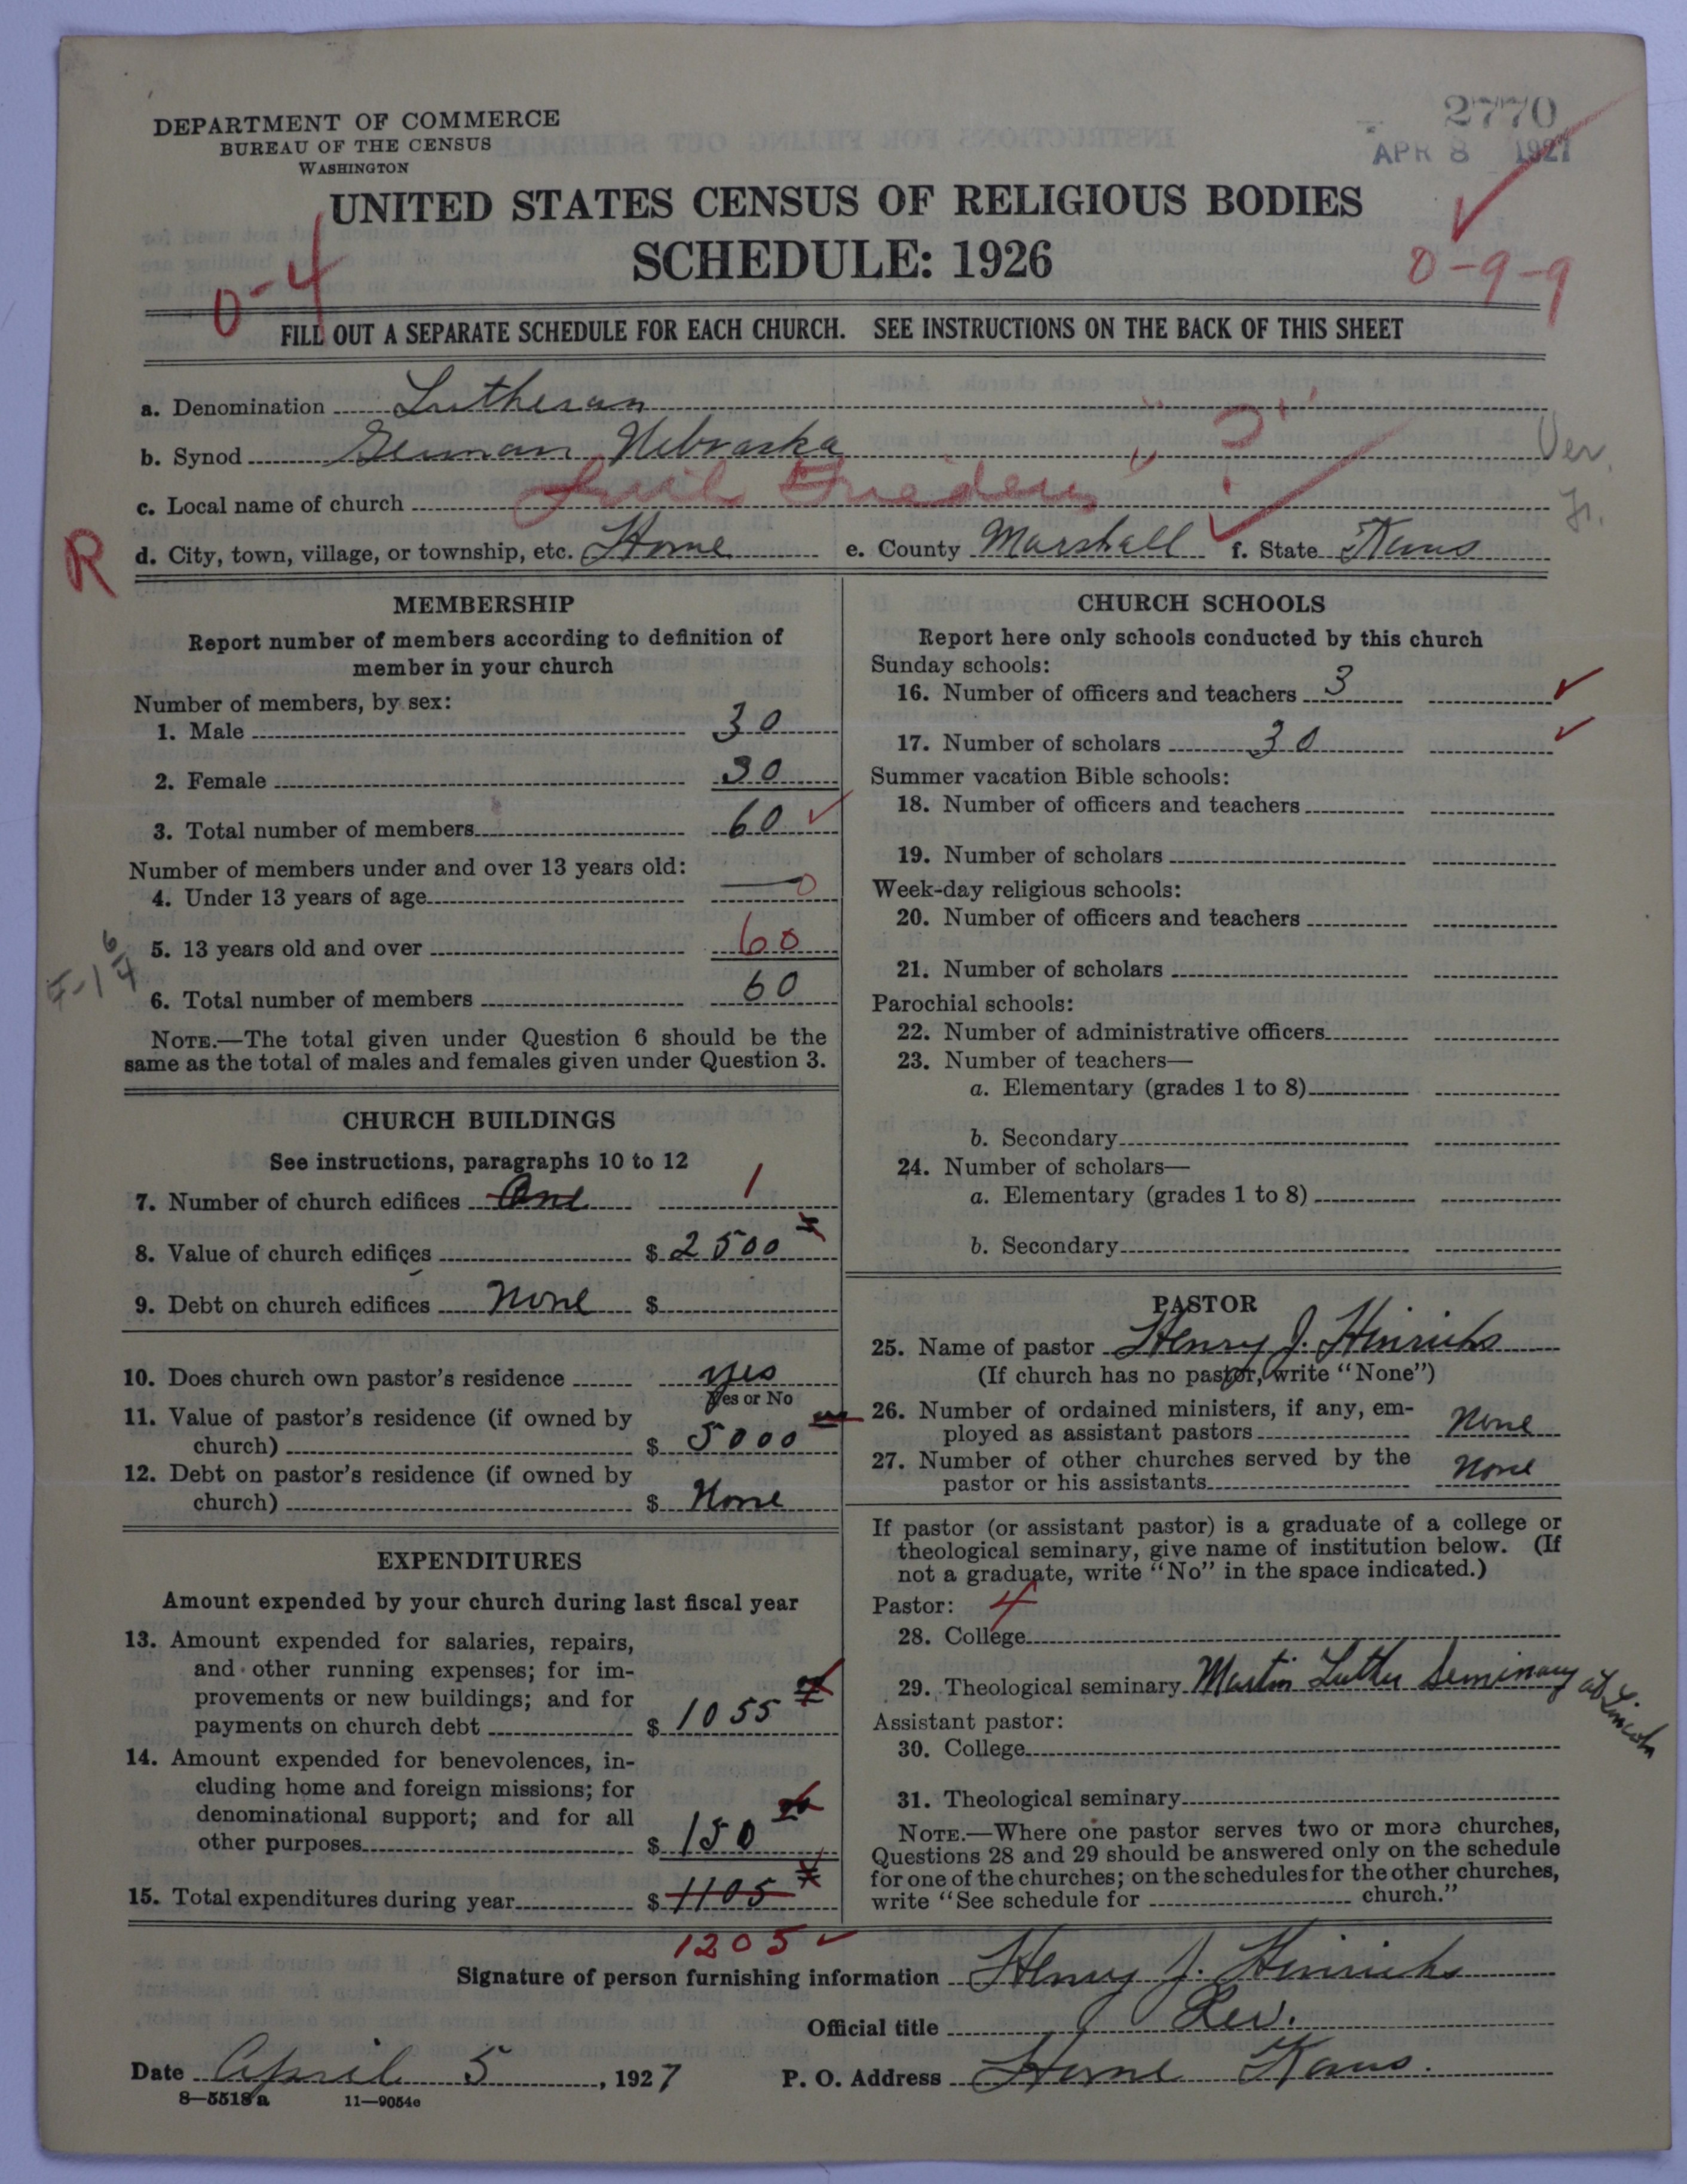 DEPARTMENT OF COMMERCE
BUREAU OF THE CENSUS
WASHINGTON
2770
APR 8 1927
UNITED STATES CENSUS OF RELIGIOUS BODIES
SCHEDULE: 1926
0-4
0-9-9
FILL OUT A SEPARATE SCHEDULE FOR EACH CHURCH. SEE INSTRUCTIONS ON THE BACK OF THIS SHEET
a. Denomination Lutheran
b. Synod German Nebraska
Ver.
c. Local name of church
R d. City, town, village, or township, etc. Home e. County Marshall f. State Kans
MEMBERSHIP
Report number of members according to definition of
member in your church
Number of members, by sex:
1. Male 30
2. Female 30
3. Total number of members 60
Number of members under and over 13 years old:
4. Under 13 years of age 0
5. 13 years old and over 60
6. Total number of members 60
NOTE.—The total given under Question 6 should be the
same as the total of males and females given under Question 3.
CHURCH BUILDINGS
See instructions, paragraphs 10 to 12
7. Number of church edifices One 1
8. Value of church edifices $ 2500
9. Debt on church edifices None $
10. Does church own pastor's residence yes
Yes or No
11. Value of pastor's residence (if owned by
church) $ 5000
12. Debt on pastor's residence (if owned by
church) $ None
EXPENDITURES
Amount expended by your church during last fiscal year
13. Amount expended for salaries, repairs,
and other running expenses; for im-
provements or new buildings; and for
payments on church debt $ 1055
14. Amount expended for benevolences, in-
cluding home and foreign missions; for
denominational support; and for all
other purposes $ 150
15. Total expenditures during year $ 1105
1205
CHURCH SCHOOLS
Report here only schools conducted by this church
Sunday schools:
16. Number of officers and teachers 3
17. Number of scholars 30
Summer vacation Bible schools:
18. Number of officers and teachers
19. Number of scholars
Week-day religious schools:
20. Number of officers and teachers
21. Number of scholars
Parochial schools:
22. Number of administrative officers
23. Number of teachers—
a. Elementary (grades 1 to 8)
b. Secondary
24. Number of scholars—
a. Elementary (grades 1 to 8)
b. Secondary
PASTOR
25. Name of pastor Henry J. Hinrichs
(If church has no pastor, write "None")
26. Number of ordained ministers, if any, em-
ployed as assistant pastors None
27. Number of other churches served by the
pastor or his assistants None
If pastor (or assistant pastor) is a graduate of a college or
theological seminary, give name of institution below. (If
not a graduate, write "No" in the space indicated.)
Pastor: 4
28. College
29. Theological seminary Martin Luther Seminary at Lincoln
Assistant pastor:
30. College
31. Theological seminary
NOTE.—Where one pastor serves two or more churches,
Questions 28 and 29 should be answered only on the schedule
for one of the churches; on the schedules for the other churches,
write "See schedule for church."
Signature of person furnishing information Henry J. Hinrichs
Official title Rev.
Date April 5, 1927 P. O. Address Home Kans.
8—5518a 11—9054e